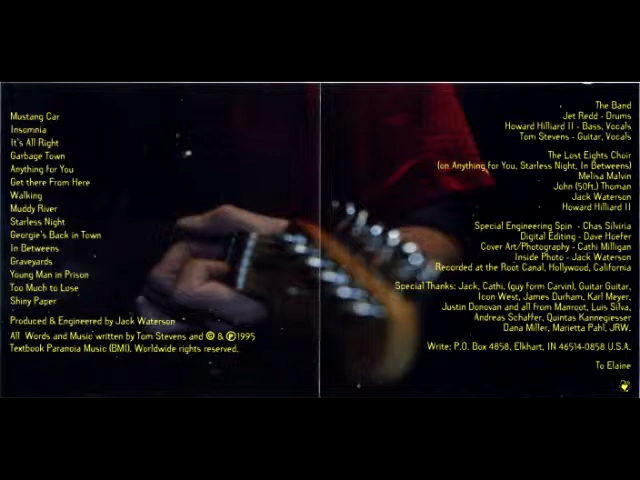 Mustang Car
Insomnia
It's All Right
Garbage Town
Anything for You
Get there From Here
Walking
Muddy River
Starless Night
Georgie's Back in Town
In Betweens
Graveyards
Young Man in Prison
Too Much to Lose
Shiny Paper
Produced & Engineered by Jack Waterson
All Words and Music written by Tom Stevens and © & ℗1995
Textbook Paranoia Music (BMI). Worldwide rights reserved.
The Band
Jet Redd - Drums
Howard Hilliard II - Bass, Vocals
Tom Stevens - Guitar, Vocals
The Lost Eights Choir
(on Anything for You, Starless Night, In Betweens)
Melisa Malvin
John (50ft.) Thoman
Jack Waterson
Howard Hilliard II
Special Engineering Spin - Chas Silviria
Digital Editing - Dave Hoefer
Cover Art/Photography - Cathi Milligan
Inside Photo - Jack Waterson
Recorded at the Root Canal, Hollywood, California
Special Thanks: Jack, Cathi, (guy form Carvin), Guitar Guitar,
Icon West, James Durham, Karl Meyer,
Justin Donovan and all from Manroot, Luis Silva,
Andreas Schaffer, Quintas Kannegiesser
Dana Miller, Marietta Pahl, JRW.
Write: P.O. Box 4858, Elkhart, IN 46514-0858 U.S.A.
To Elaine